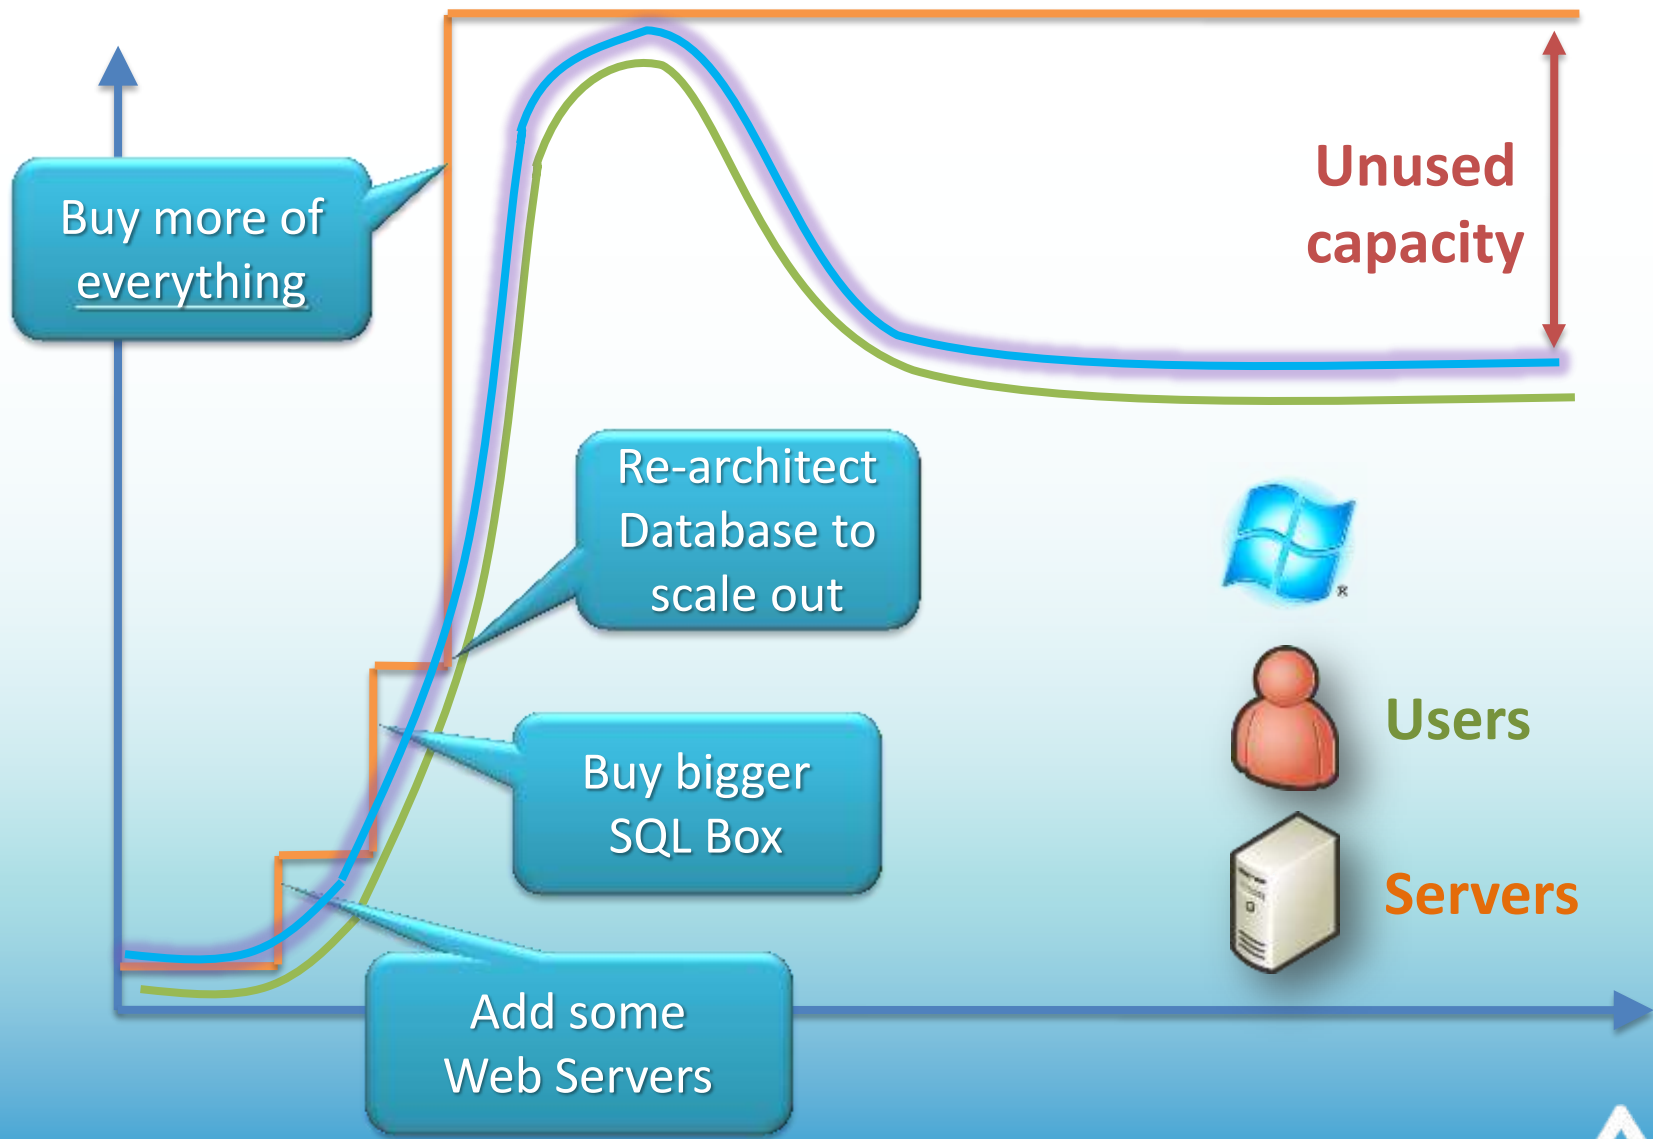 Buy more of
everything
Unused
capacity
Re-architect
Database to
scale out
Users
Buy bigger
SQL Box
Servers
Add some
Web Servers
®